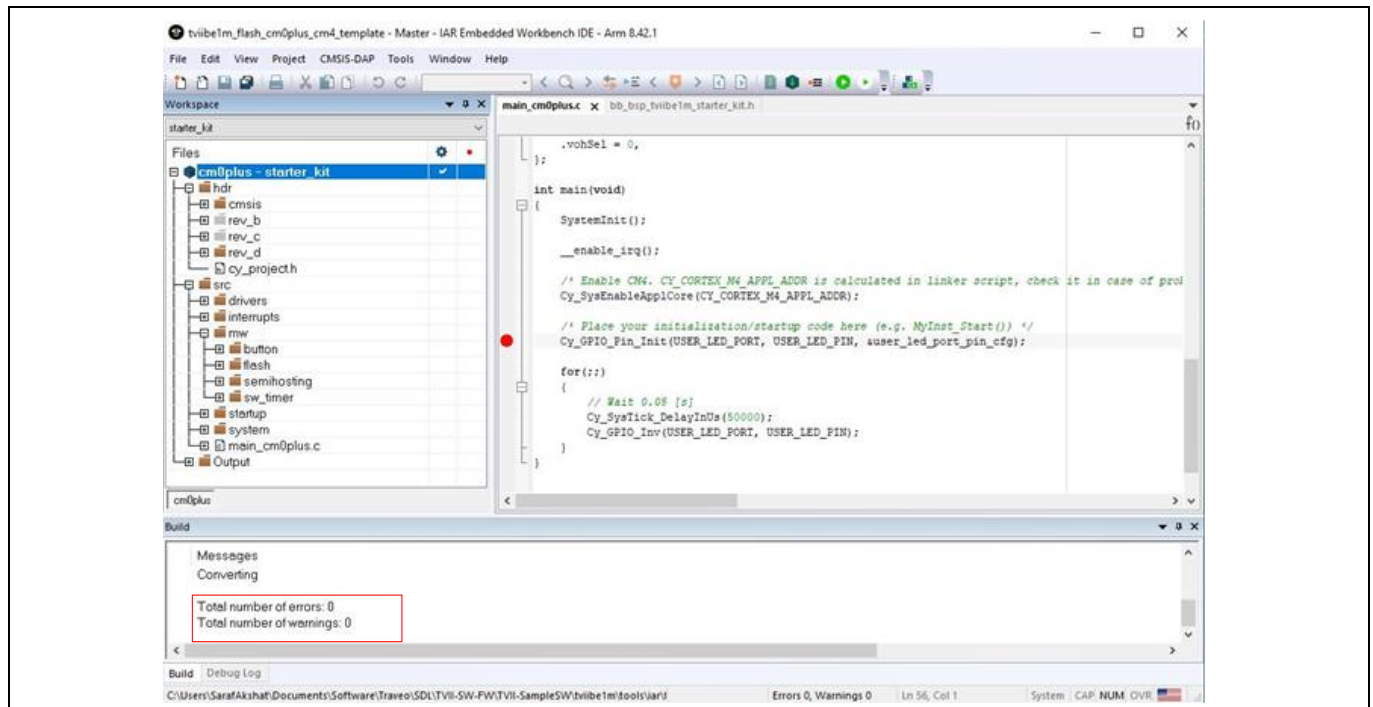 tviibe1m_flash_cm0plus_cm4_template - Master - IAR Embedded Workbench IDE - Arm 8.42.1
File Edit View Project CMSIS-DAP Tools Window Help
Workspace
main_cm0plus.c x bb_bsp_tviibe1m_starter_kit.h
starter_kit
f()
Files
cm0plus - starter_kit
hdr
cmsis
rev_b
rev_c
rev_d
cy_project.h
src
drivers
interrupts
mw
button
flash
semihosting
sw_timer
startup
system
main_cm0plus.c
Output
cm0plus
.vohSel = 0,
};
int main(void)
{
SystemInit();
__enable_irq();
/* Enable CM4. CY_CORTEX_M4_APPL_ADDR is calculated in linker script, check it in case of prol
Cy_SysEnableApplCore(CY_CORTEX_M4_APPL_ADDR);
/* Place your initialization/startup code here (e.g. MyInst_Start()) */
Cy_GPIO_Pin_Init(USER_LED_PORT, USER_LED_PIN, &user_led_port_pin_cfg);
for(;;)
{
// Wait 0.05 [s]
Cy_SysTick_DelayInUs(50000);
Cy_GPIO_Inv(USER_LED_PORT, USER_LED_PIN);
}
}
Build
Messages
Converting
Total number of errors: 0
Total number of warnings: 0
Build Debug Log
C:\Users\SarafAkshat\Documents\Software\Traveo\SDL\TVII-SW-FW\TVII-SampleSW\tviibe1m\tools\iar\f Errors 0, Warnings 0 Ln 56, Col 1 System CAP NUM OVR